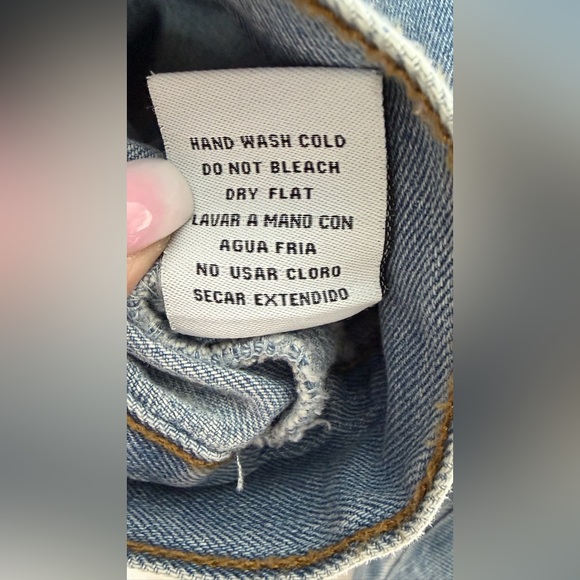 HAND WASH COLD
DO NOT BLEACH
DRY FLAT
LAVAR A MANO CON
AGUA FRIA
NO USAR CLORO
SECAR EXTENDIDO